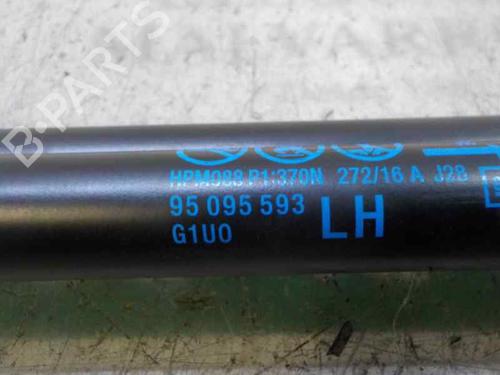 B-PARTS
HPM088 P1:370N 272/16 A J28
95 095 593
LH
G1U0